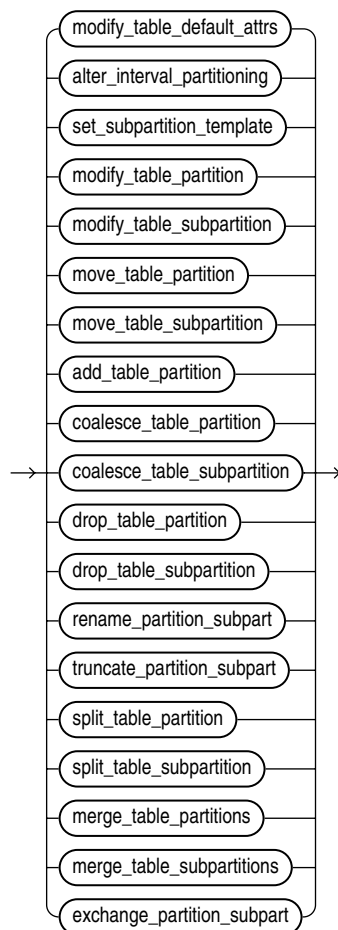 modify_table_default_attrs
alter_interval_partitioning
set_subpartition_template
modify_table_partition
modify_table_subpartition
move_table_partition
move_table_subpartition
add_table_partition
coalesce_table_partition
coalesce_table_subpartition
drop_table_partition
drop_table_subpartition
rename_partition_subpart
truncate_partition_subpart
split_table_partition
split_table_subpartition
merge_table_partitions
merge_table_subpartitions
exchange_partition_subpart